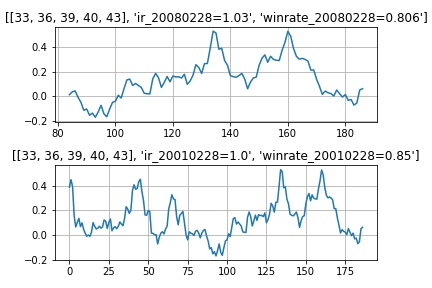 [[33, 36, 39, 40, 43], 'ir_20080228=1.03', 'winrate_20080228=0.806']
0.4
0.2
0.0
−0.2
80 100 120 140 160 180
[[33, 36, 39, 40, 43], 'ir_20010228=1.0', 'winrate_20010228=0.85']
0.4
0.2
0.0
−0.2
0 25 50 75 100 125 150 175